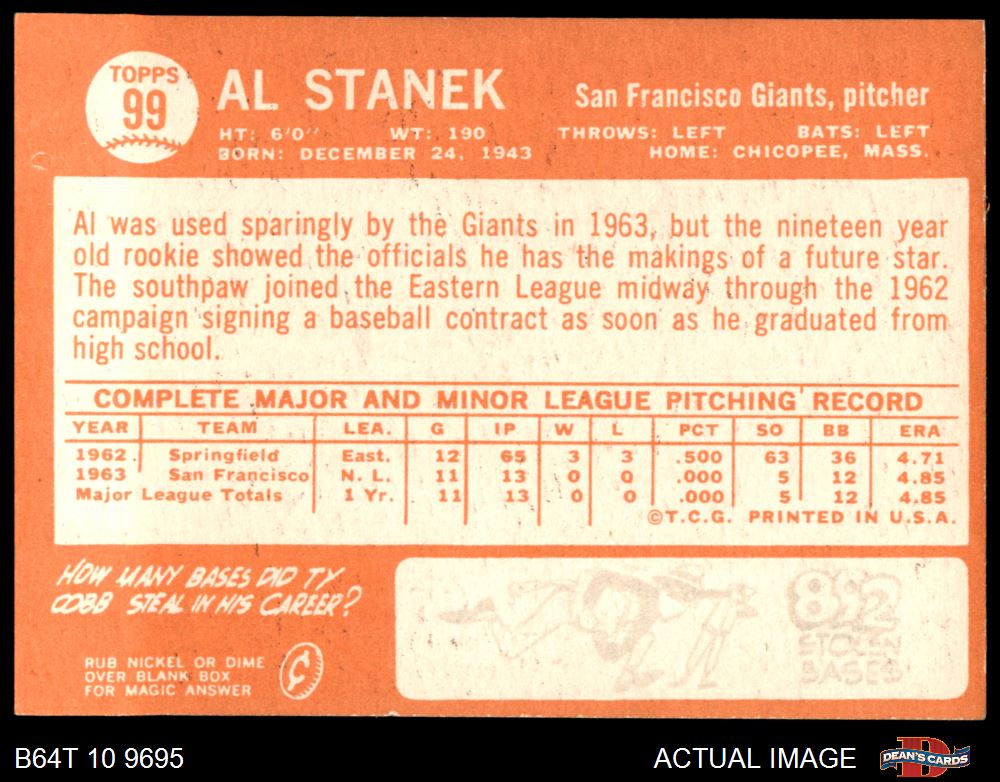 TOPPS
99
AL STANEK
San Francisco Giants, pitcher
HT: 6'0" WT: 190 THROWS: LEFT BATS: LEFT
BORN: DECEMBER 24, 1943 HOME: CHICOPEE, MASS.
Al was used sparingly by the Giants in 1963, but the nineteen year
old rookie showed the officials he has the makings of a future star.
The southpaw joined the Eastern League midway through the 1962
campaign signing a baseball contract as soon as he graduated from
high school.
COMPLETE MAJOR AND MINOR LEAGUE PITCHING RECORD
YEAR TEAM LEA. G IP W L PCT SO BB ERA
1962 Springfield East. 12 65 3 3 .500 63 36 4.71
1963 San Francisco N. L. 11 13 0 0 .000 5 12 4.85
Major League Totals 1 Yr. 11 13 0 0 .000 5 12 4.85
©T.C.G. PRINTED IN U.S.A.
HOW MANY BASES DID TY
COBB STEAL IN HIS CAREER?
RUB NICKEL OR DIME
OVER BLANK BOX
FOR MAGIC ANSWER
¢
892
STOLEN
BASES
B64T 10 9695
ACTUAL IMAGE
DEAN'S CARDS